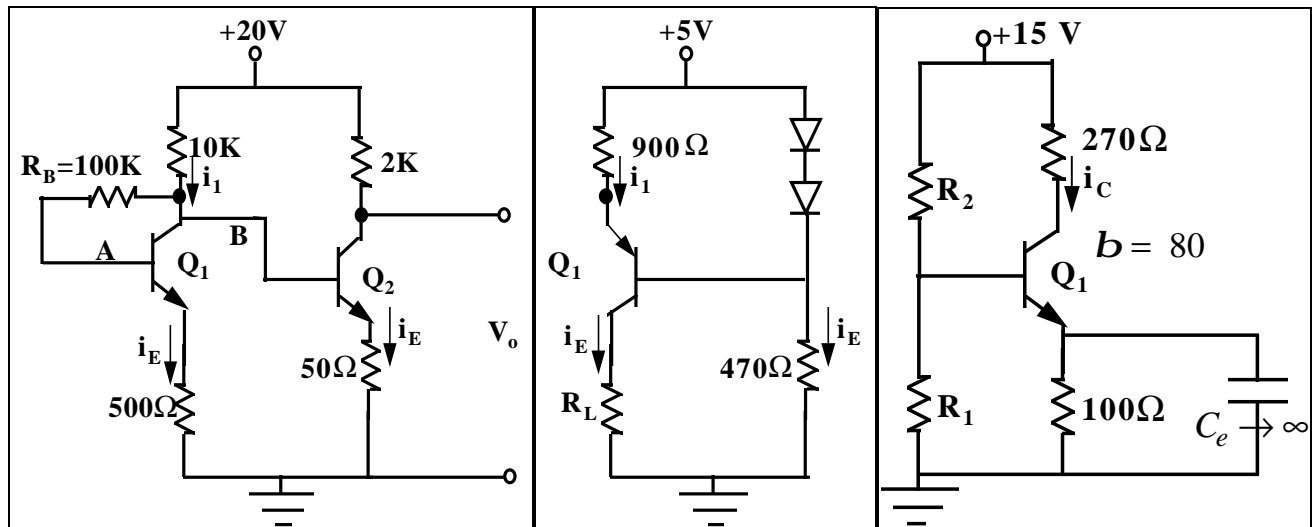 +20V
10K
2K
R_B=100K
i_1
A
B
Q_1
Q_2
i_E
i_E
V_o
50Ω
500Ω
+5V
900Ω
i_1
Q_1
i_E
i_E
470Ω
R_L
+15 V
270Ω
R_2
i_C
b = 80
Q_1
R_1
100Ω
C_e → ∞